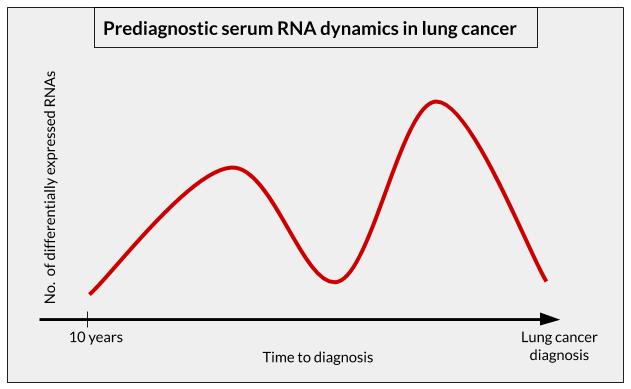 Prediagnostic serum RNA dynamics in lung cancer
No. of differentially expressed RNAs
10 years
Lung cancer
diagnosis
Time to diagnosis